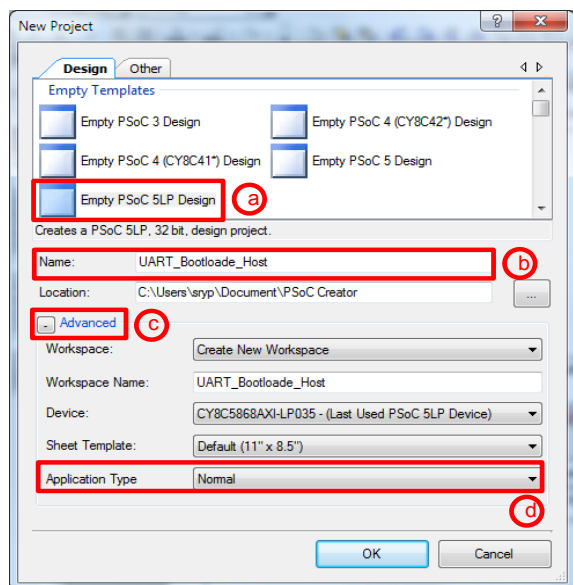 New Project
Design Other
Empty Templates
Empty PSoC 3 Design Empty PSoC 4 (CY8C42*) Design
Empty PSoC 4 (CY8C41*) Design Empty PSoC 5 Design
Empty PSoC 5LP Design a
Creates a PSoC 5LP, 32 bit, design project.
Name: UART_Bootloade_Host b
Location: C:\Users\sryp\Document\PSoC Creator ...
- Advanced c
Workspace: Create New Workspace
Workspace Name: UART_Bootloade_Host
Device: CY8C5868AXI-LP035 - (Last Used PSoC 5LP Device)
Sheet Template: Default (11" x 8.5")
Application Type Normal
d
OK Cancel